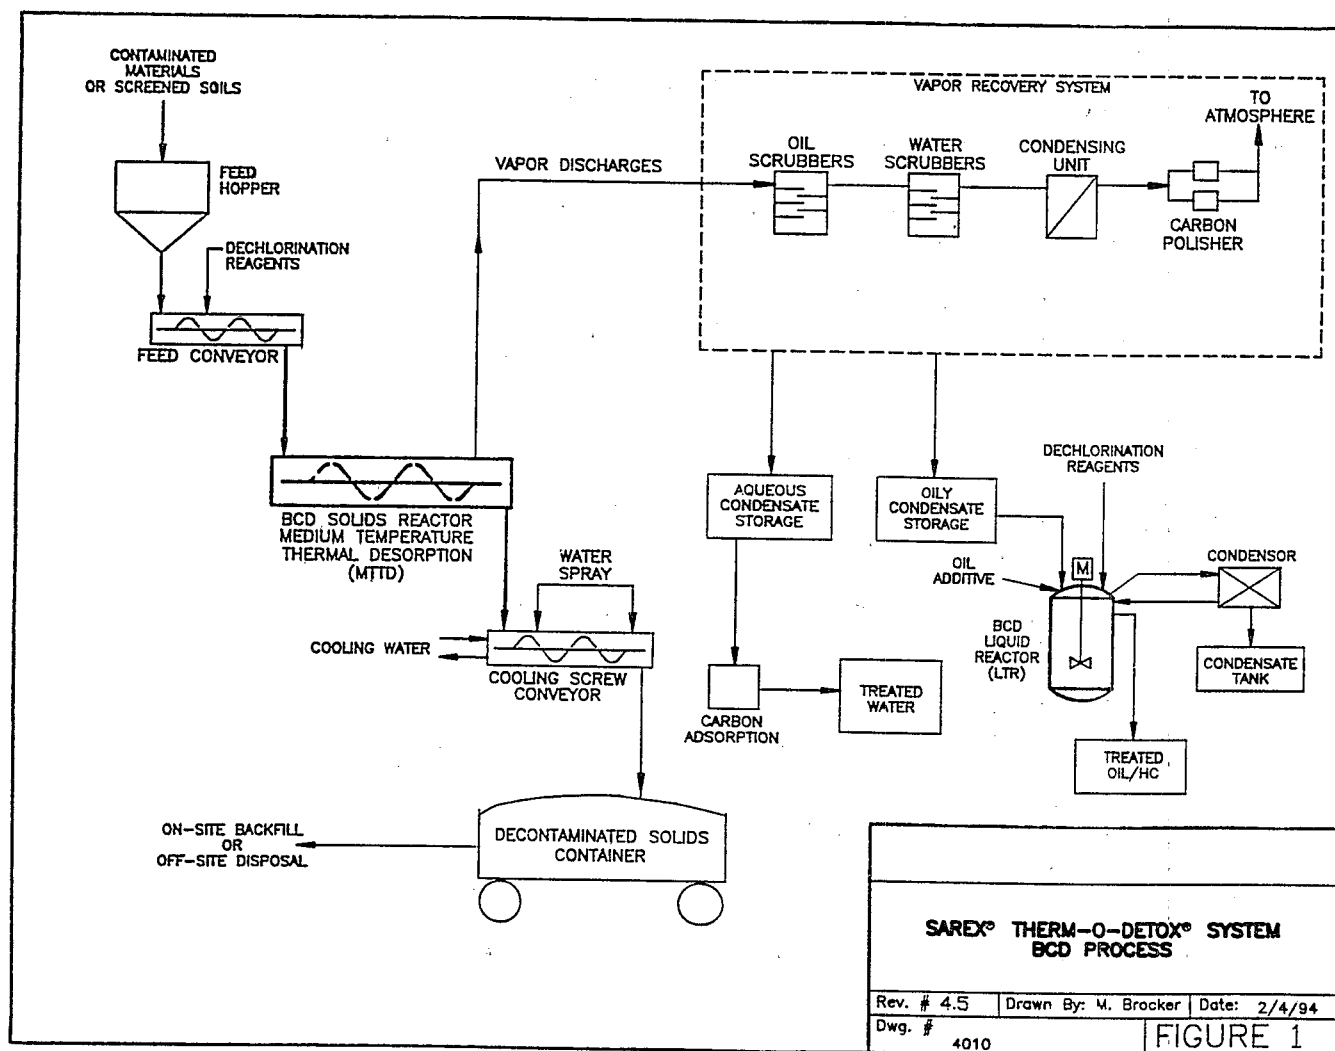 CONTAMINATED
MATERIALS
OR SCREENED SOILS
FEED
HOPPER
DECHLORINATION
REAGENTS
FEED CONVEYOR
VAPOR DISCHARGES
VAPOR RECOVERY SYSTEM
OIL
SCRUBBERS
WATER
SCRUBBERS
CONDENSING
UNIT
TO
ATMOSPHERE
CARBON
POLISHER
BCD SOLIDS REACTOR
MEDIUM TEMPERATURE
THERMAL DESORPTION
(MTTD)
WATER
SPRAY
COOLING WATER
COOLING SCREW
CONVEYOR
AQUEOUS
CONDENSATE
STORAGE
OILY
CONDENSATE
STORAGE
DECHLORINATION
REAGENTS
OIL
ADDITIVE
M
CONDENSOR
BCD
LIQUID
REACTOR
(LTR)
CONDENSATE
TANK
CARBON
ADSORPTION
TREATED
WATER
TREATED
OIL/HC
ON-SITE BACKFILL
OR
OFF-SITE DISPOSAL
DECONTAMINATED SOLIDS
CONTAINER
SAREX® THERM-O-DETOX® SYSTEM
BCD PROCESS
Rev. # 4.5 Drawn By: M. Brocker Date: 2/4/94
Dwg. #
4010
FIGURE 1